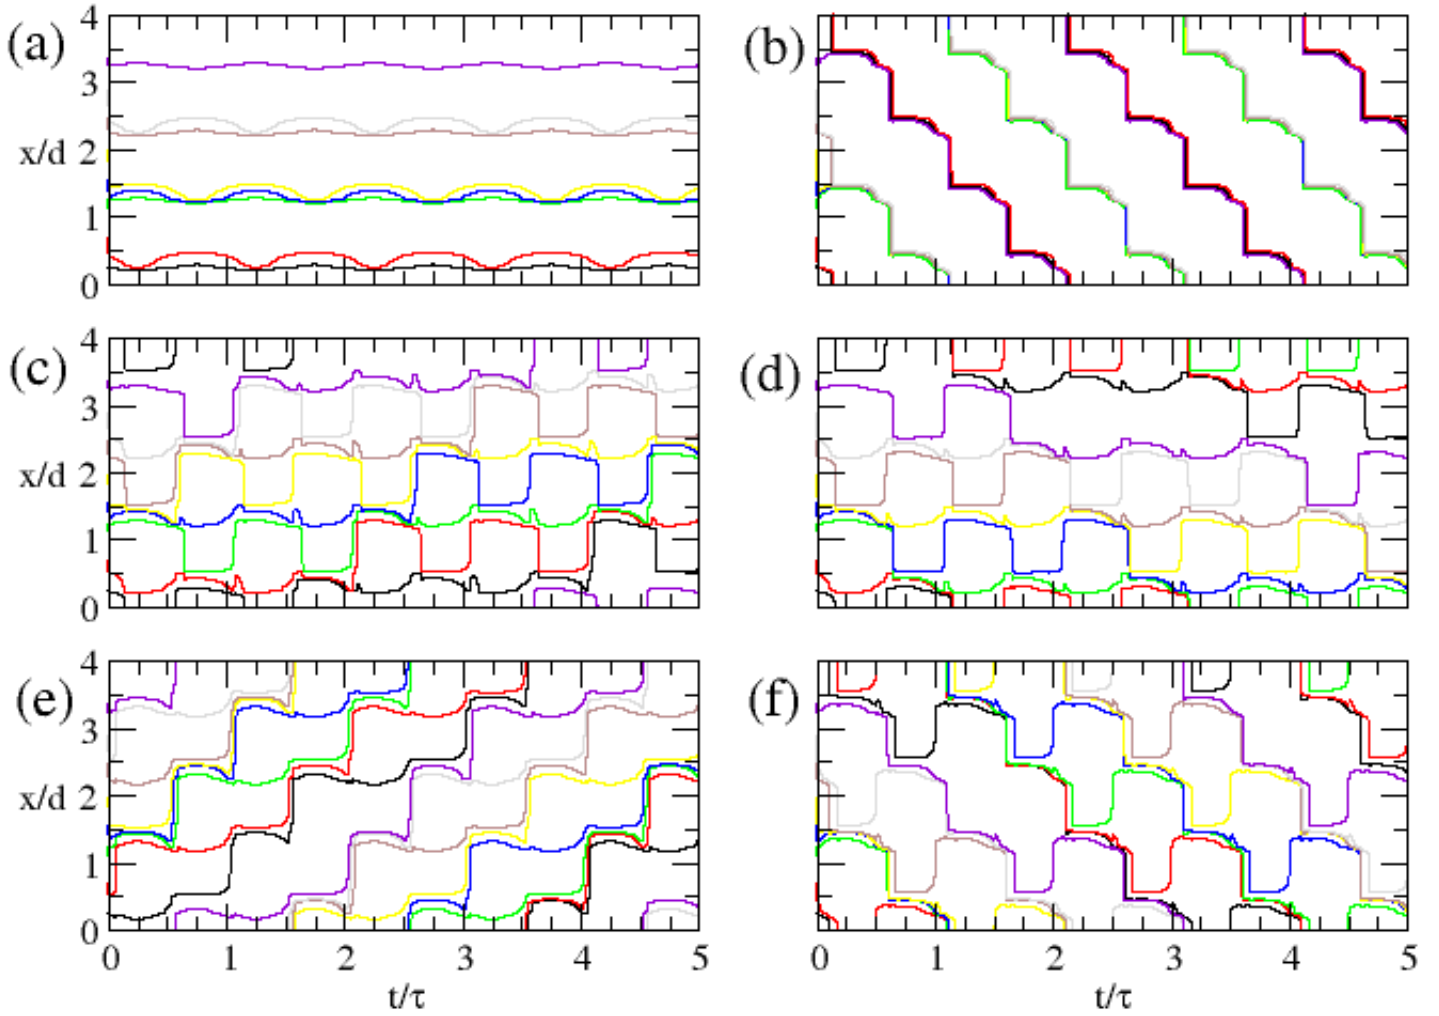 (a) 4 3 x/d 2 1 0
(b)
(c) 4 3 x/d 2 1 0
(d)
(e) 4 3 x/d 2 1 0
(f)
0 1 2 3 4 5
0 1 2 3 4 5
t/τ
t/τ